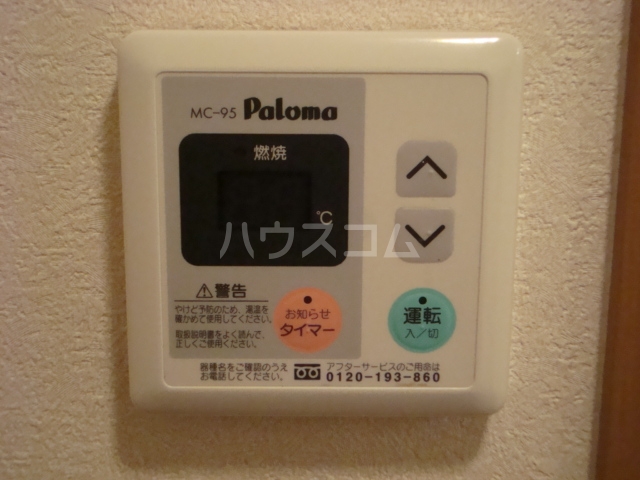 MC-95 Paloma
燃焼
℃
ハウスコム
⚠警告
やけど予防のため、湯温を
確かめて使用してください。
取扱説明書をよく読んで、
正しくご使用ください。
お知らせ
タイマー
運転
入/切
器種名をご確認のうえ
お電話してください。
アフターサービスのご用命は
0120-193-860